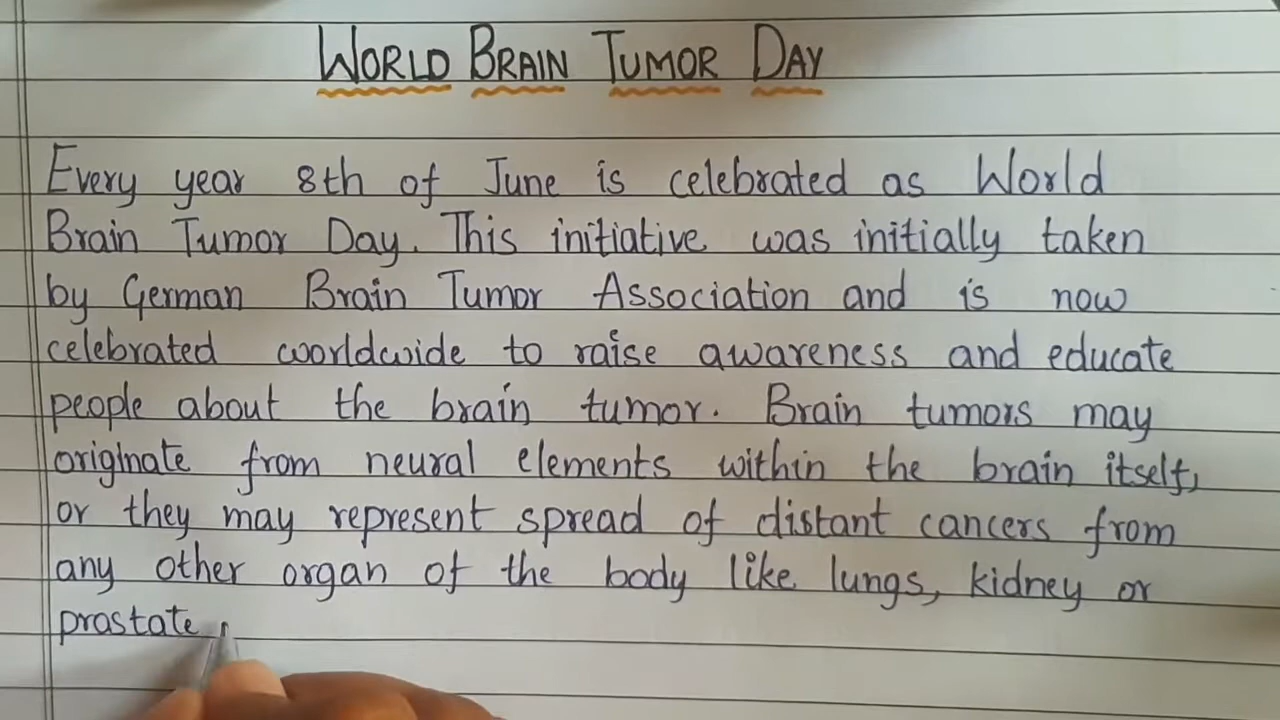 WORLD BRAIN TUMOR DAY
Every year 8th of June is celebrated as World
Brain Tumor Day. This initiative was initially taken
by German Brain Tumor Association and is now
celebrated worldwide to raise awareness and educate
people about the brain tumor. Brain tumors may
originate from neural elements within the brain itself,
or they may represent spread of distant cancers from
any other organ of the body like lungs, kidney or
prostate